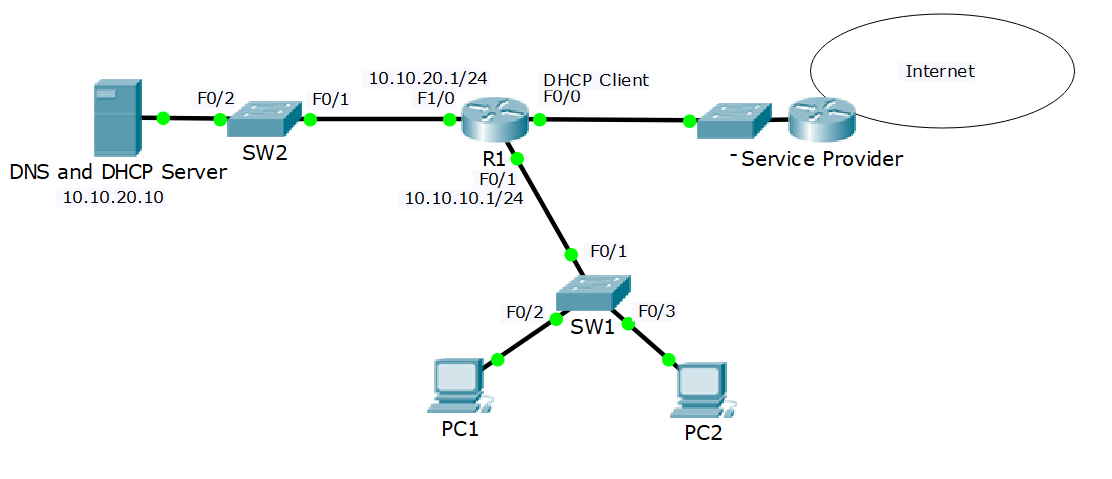 Internet
10.10.20.1/24
DHCP Client
F0/2
F0/1
F1/0
F0/0
SW2
R1
-Service Provider
DNS and DHCP Server
10.10.20.10
F0/1
10.10.10.1/24
F0/1
F0/2
F0/3
SW1
PC1
PC2